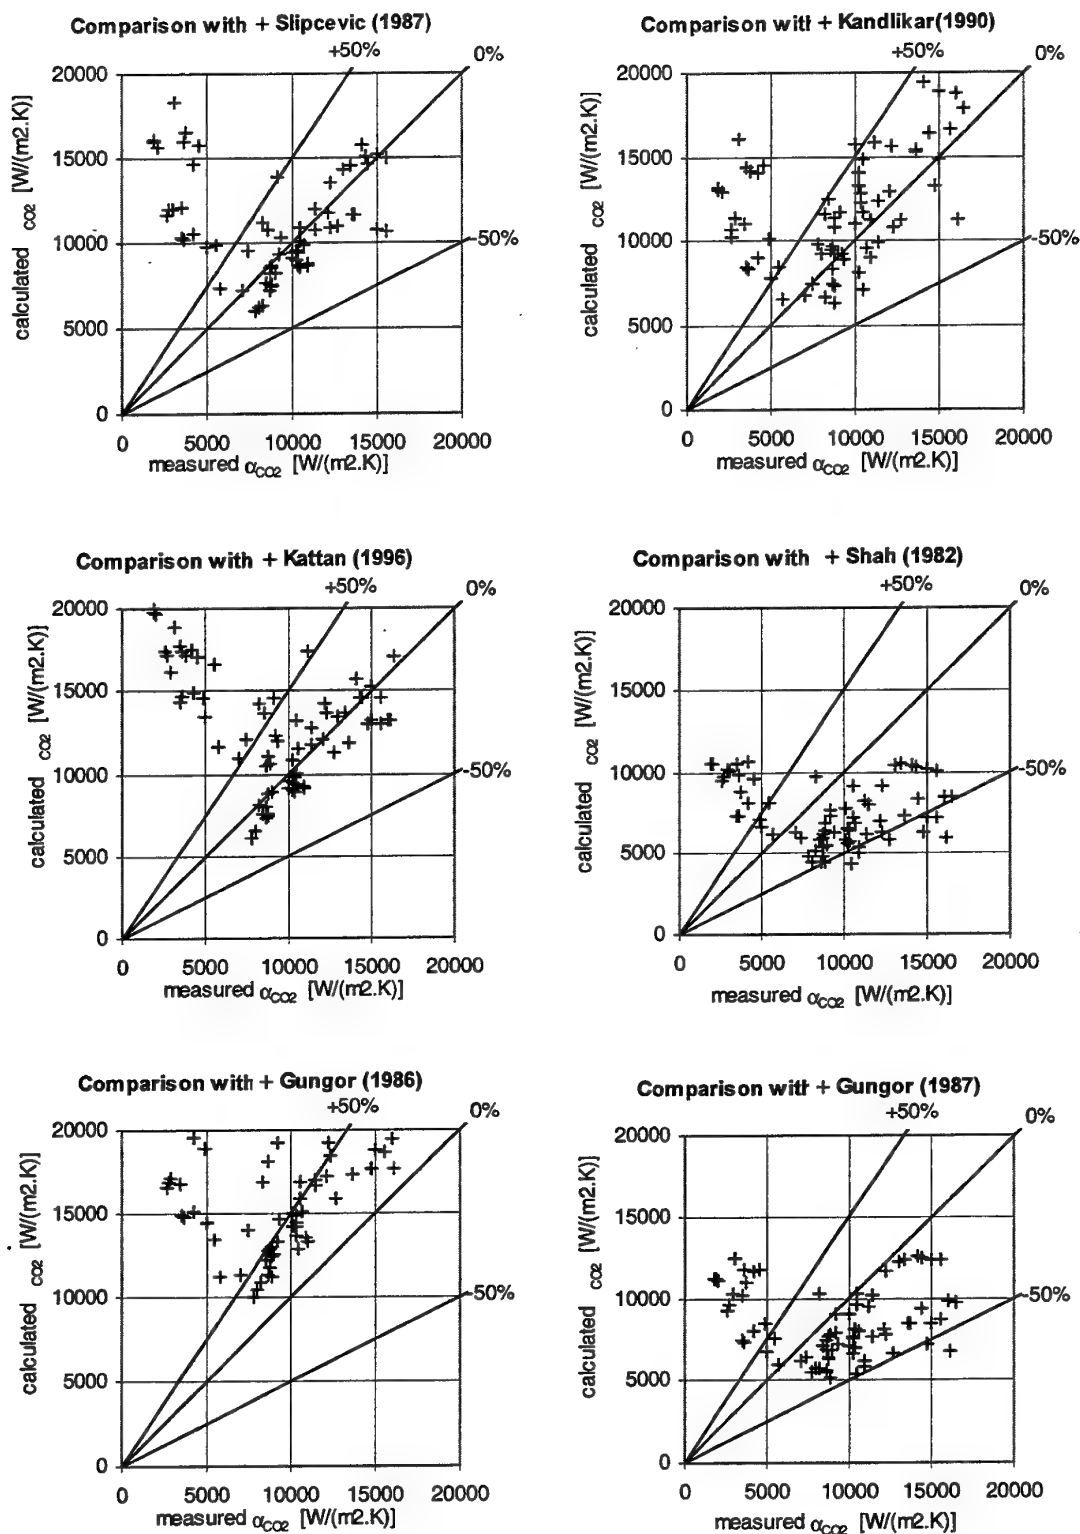 Comparison with + Slipcevic (1987)
+50%
0%
20000
15000
10000
5000
0
-50%
calculated CO2 [W/(m2.K)]
0 5000 10000 15000 20000
measured αCO2 [W/(m2.K)]
Comparison with + Kandlikar(1990)
+50%
0%
20000
15000
10000
5000
0
-50%
calculated CO2 [W/(m2.K)]
0 5000 10000 15000 20000
measured αCO2 [W/(m2.K)]
Comparison with + Kattan (1996)
+50%
0%
20000
15000
10000
5000
0
-50%
calculated CO2 [W/(m2.K)]
0 5000 10000 15000 20000
measured αCO2 [W/(m2.K)]
Comparison with + Shah (1982)
+50%
0%
20000
15000
10000
5000
0
-50%
calculated CO2 [W/(m2.K)]
0 5000 10000 15000 20000
measured αCO2 [W/(m2.K)]
Comparison with + Gungor (1986)
+50%
0%
20000
15000
10000
5000
0
-50%
calculated CO2 [W/(m2.K)]
0 5000 10000 15000 20000
measured αCO2 [W/(m2.K)]
Comparison with + Gungor (1987)
+50%
0%
20000
15000
10000
5000
0
-50%
calculated CO2 [W/(m2.K)]
0 5000 10000 15000 20000
measured αCO2 [W/(m2.K)]